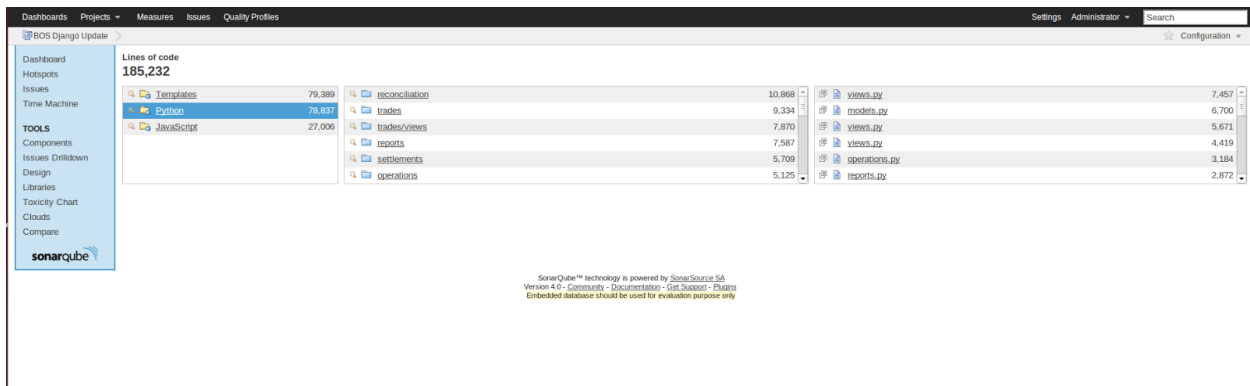 Dashboards Projects Measures Issues Quality Profiles Settings Administrator Search
BOS Django Update Configuration
Dashboard
Hotspots
Issues
Time Machine
TOOLS
Components
Issues Drilldown
Design
Libraries
Toxicity Chart
Clouds
Compare
sonarqube
Lines of code
185,232
Templates 79,389
Python 78,837
JavaScript 27,006
reconciliation 10,868
trades 9,334
trades/views 7,870
reports 7,587
settlements 5,709
operations 5,125
views.py 7,457
models.py 6,700
views.py 5,671
views.py 4,419
operations.py 3,184
reports.py 2,872
SonarQube™ technology is powered by SonarSource SA
Version 4.0 - Community - Documentation - Get Support - Plugins
Embedded database should be used for evaluation purpose only